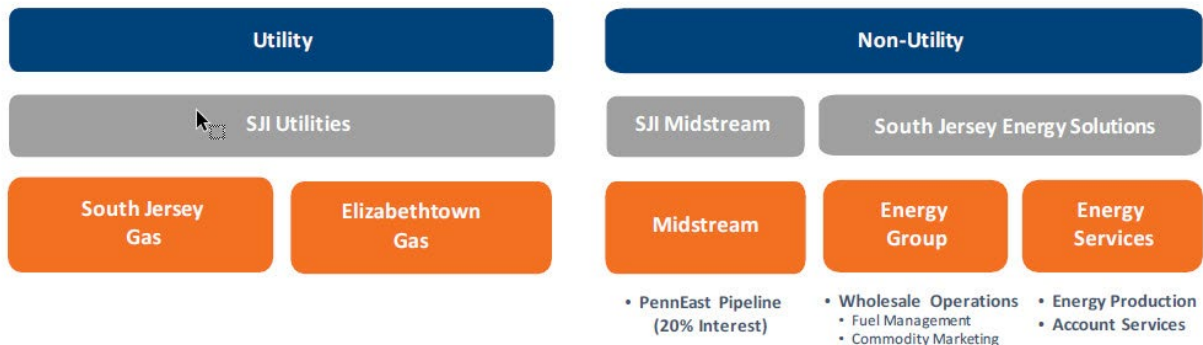 Utility
Non-Utility
SJI Utilities
SJI Midstream
South Jersey Energy Solutions
South Jersey
Gas
Elizabethtown
Gas
Midstream
Energy
Group
Energy
Services
• PennEast Pipeline
(20% Interest)
• Wholesale Operations
• Fuel Management
• Commodity Marketing
• Energy Production
• Account Services